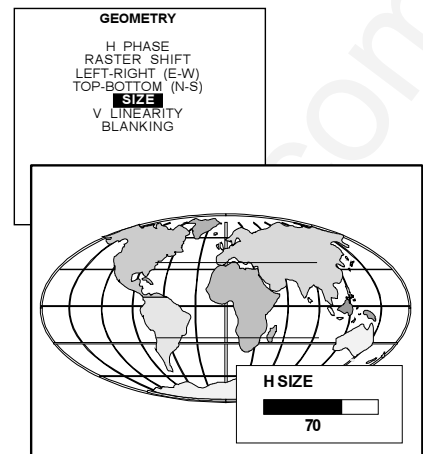 GEOMETRY
H PHASE
RASTER SHIFT
LEFT-RIGHT (E-W)
TOP-BOTTOM (N-S)
SIZE
V LINEARITY
BLANKING
H SIZE
70